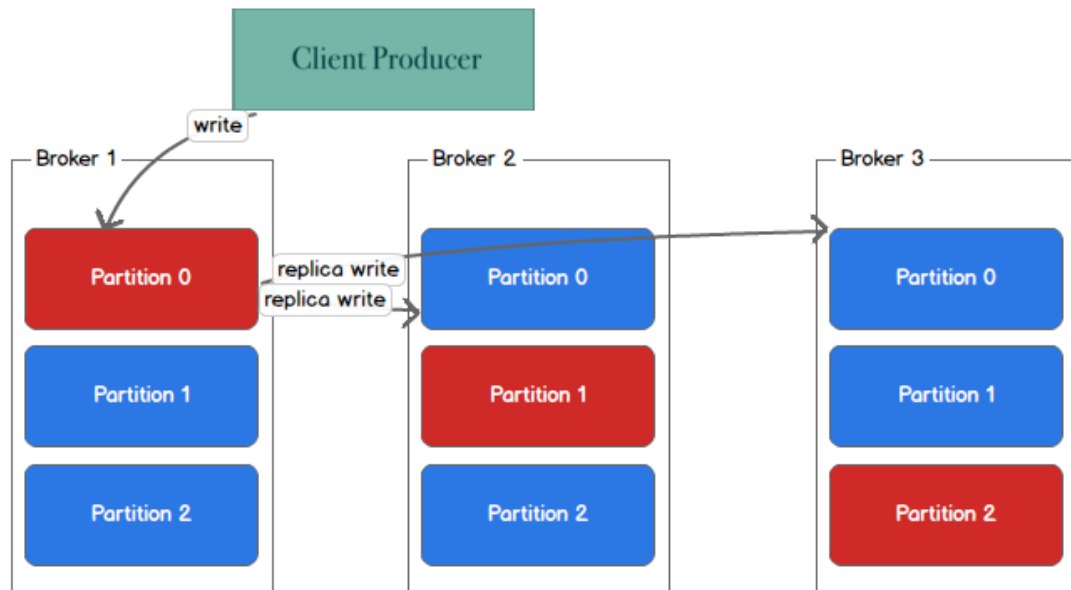 Client Producer
write
Broker 1
Broker 2
Broker 3
Partition 0
replica write
replica write
Partition 0
Partition 0
Partition 1
Partition 1
Partition 1
Partition 2
Partition 2
Partition 2